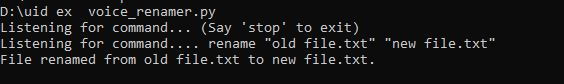 D:\uid ex  voice_renamer.py
Listening for command... (Say 'stop' to exit)
Listening for command.... rename "old file.txt" "new file.txt"
File renamed from old file.txt to new file.txt.